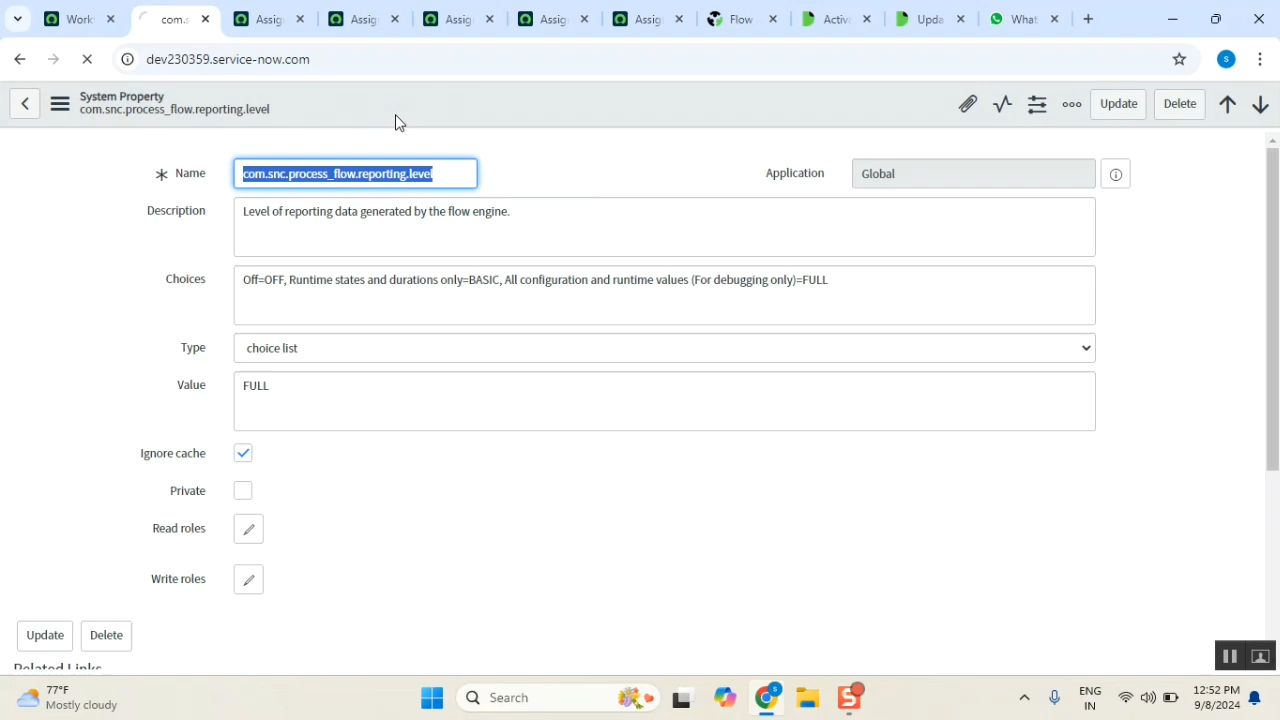 Work
com.s
Assig
Assig
Assig
Assig
Assig
Flow
Activa
Upda
What
dev230359.service-now.com
S
System Property
com.snc.process_flow.reporting.level
Update
Delete
Name
com.snc.process_flow.reporting.level
Application
Global
Description
Level of reporting data generated by the flow engine.
Choices
Off=OFF, Runtime states and durations only=BASIC, All configuration and runtime values (For debugging only)=FULL
Type
choice list
Value
FULL
Ignore cache
Private
Read roles
Write roles
Update
Delete
Related Links
77°F
Mostly cloudy
Search
ENG
IN
12:52 PM
9/8/2024